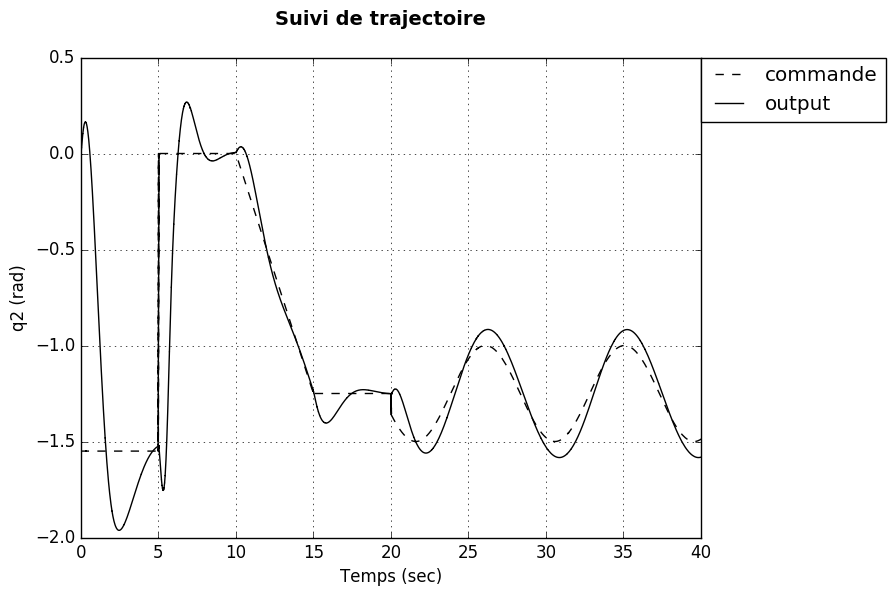 Suivi de trajectoire
commande
output
0.5
0.0
−0.5
−1.0
−1.5
−2.0
q2 (rad)
0 5 10 15 20 25 30 35 40
Temps (sec)